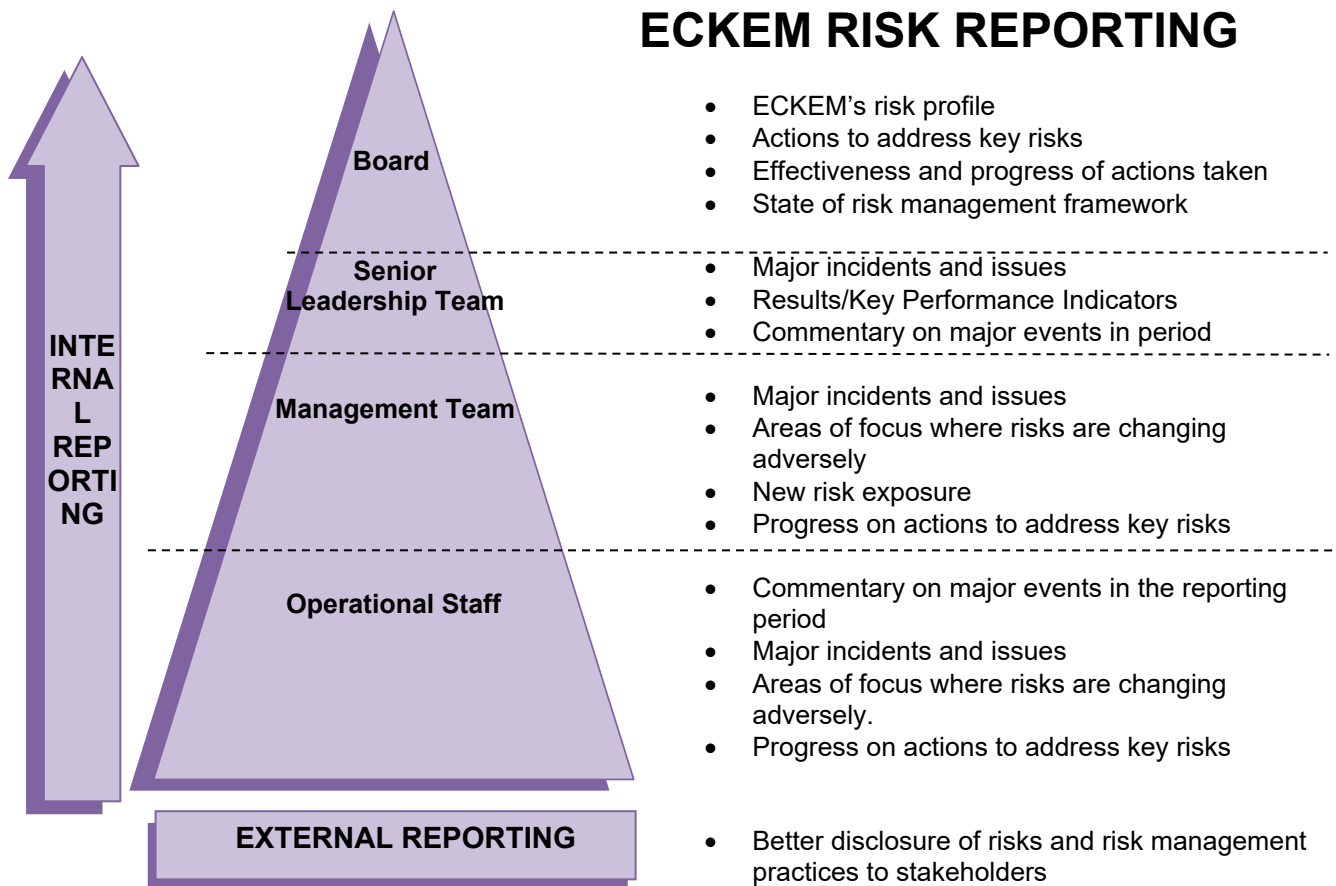 ECKEM RISK REPORTING
Board
• ECKEM’s risk profile
• Actions to address key risks
• Effectiveness and progress of actions taken
• State of risk management framework
Senior
Leadership Team
• Major incidents and issues
• Results/Key Performance Indicators
• Commentary on major events in period
INTE
RNA
L
REP
ORTI
NG
Management Team
• Major incidents and issues
• Areas of focus where risks are changing
adversely
• New risk exposure
• Progress on actions to address key risks
Operational Staff
• Commentary on major events in the reporting
period
• Major incidents and issues
• Areas of focus where risks are changing
adversely.
• Progress on actions to address key risks
EXTERNAL REPORTING
• Better disclosure of risks and risk management
practices to stakeholders